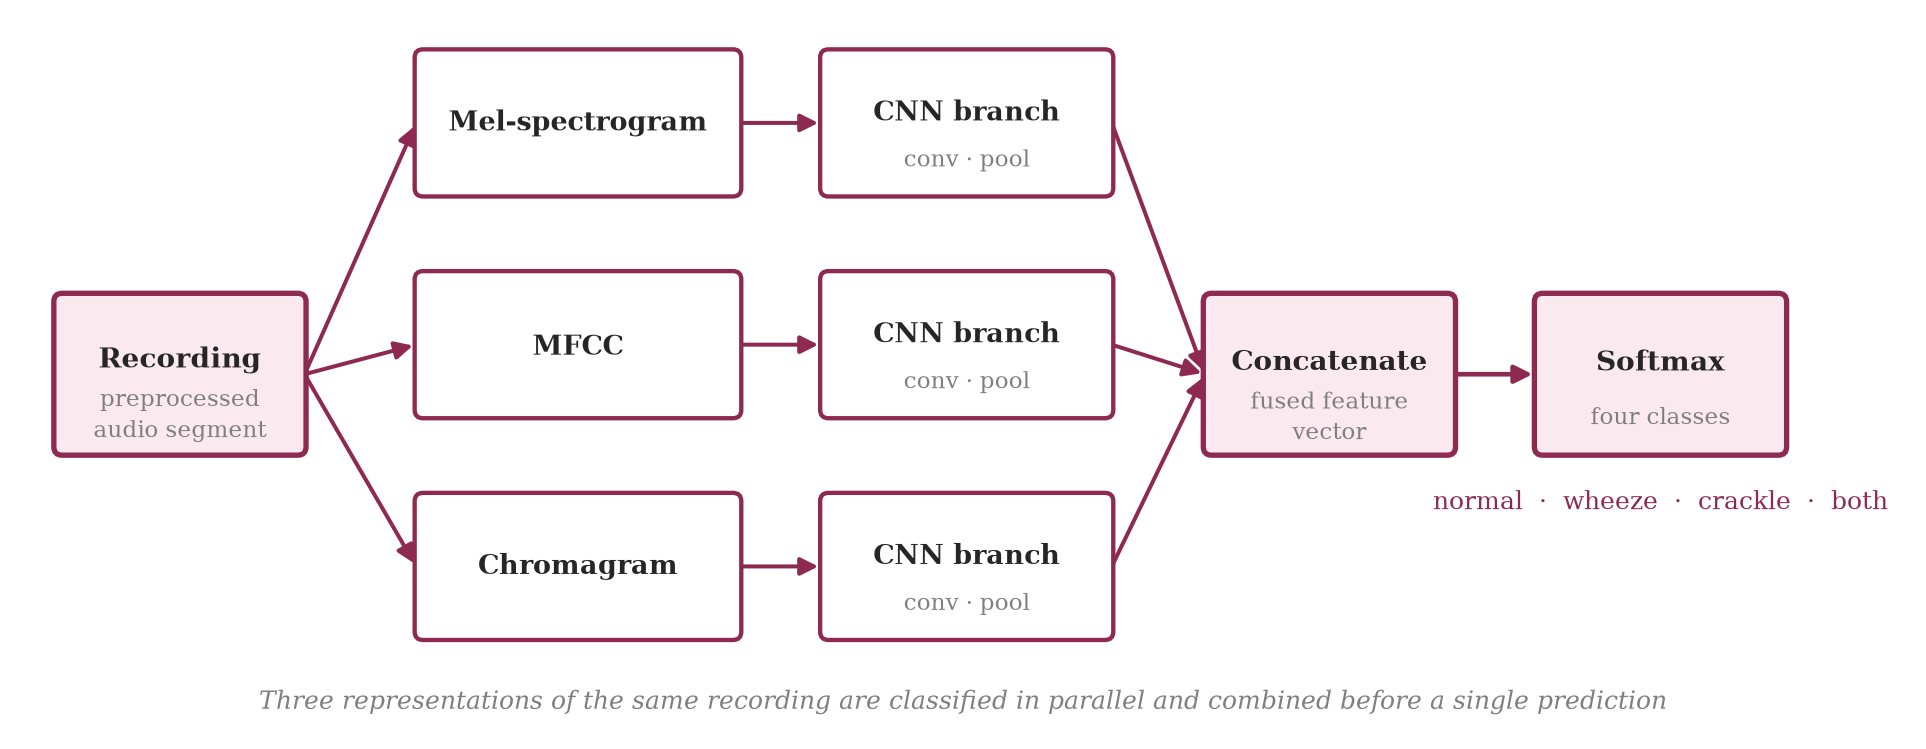 Recording
preprocessed
audio segment
Mel-spectrogram
CNN branch
conv · pool
MFCC
CNN branch
conv · pool
Chromagram
CNN branch
conv · pool
Concatenate
fused feature
vector
Softmax
four classes
normal · wheeze · crackle · both
Three representations of the same recording are classified in parallel and combined before a single prediction